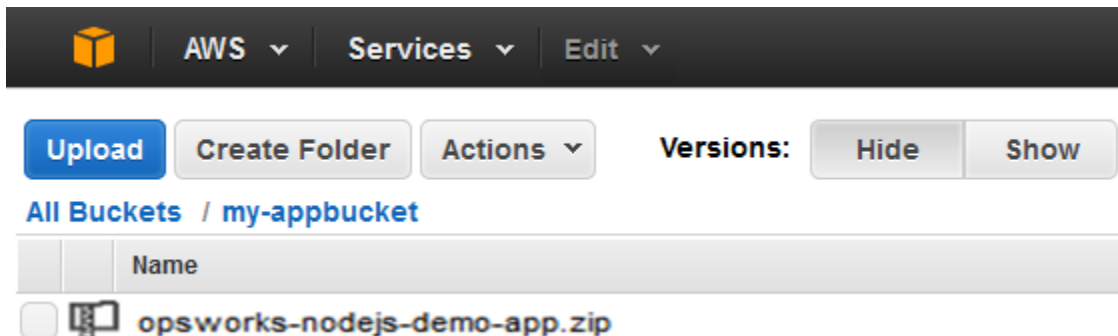 AWS Services Edit
Upload Create Folder Actions Versions: Hide Show
All Buckets / my-appbucket
Name
opsworks-nodejs-demo-app.zip